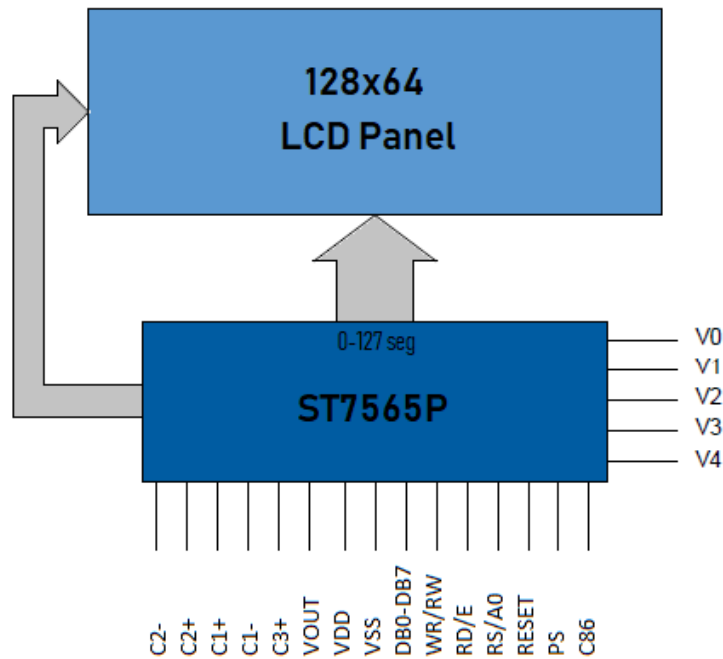 128x64
LCD Panel
0-127 seg
ST7565P
V0
V1
V2
V3
V4
C2-
C2+
C1+
C1-
C3+
VOUT
VDD
VSS
DB0-DB7
WR/RW
RD/E
RS/A0
RESET
PS
C86